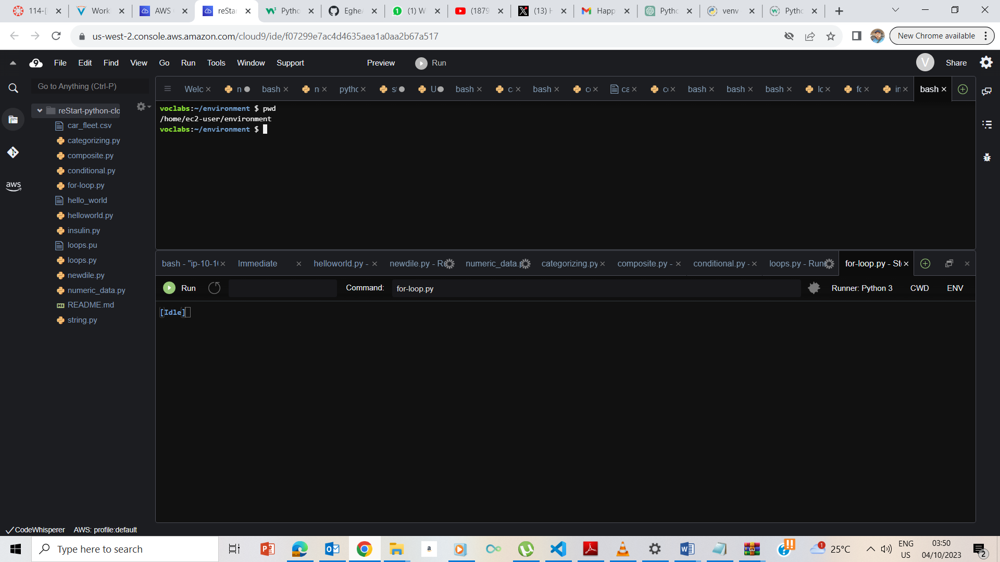 114-[
Work
AWS
reSta
Pytho
Eghe
(1) W
(1879
(13) H
Happ
Pytho
venv
Pytho
us-west-2.console.aws.amazon.com/cloud9/ide/f07299e7ac4d4635aea1a0aa2b67a517
New Chrome available
9 File Edit Find View Go Run Tools Window Support Preview Run V Share
Go to Anything (Ctrl-P)
Welc n bash n pythc st U bash c bash c ca c bash bash bash lc fc in bash
reStart-python-clo
car_fleet.csv
categorizing.py
composite.py
conditional.py
for-loop.py
hello_world
helloworld.py
insulin.py
loops.pu
loops.py
newdile.py
numeric_data.py
README.md
string.py
aws
voclabs:~/environment $ pwd
/home/ec2-user/environment
voclabs:~/environment $
bash - "ip-10-1 Immediate helloworld.py - newdile.py - R numeric_data.p categorizing.py composite.py - conditional.py - loops.py - Run for-loop.py - St
Run Command: for-loop.py Runner: Python 3 CWD ENV
[Idle]
CodeWhisperer AWS: profile:default
Type here to search
a
1 25°C
ENG
US
03:50
04/10/2023
2